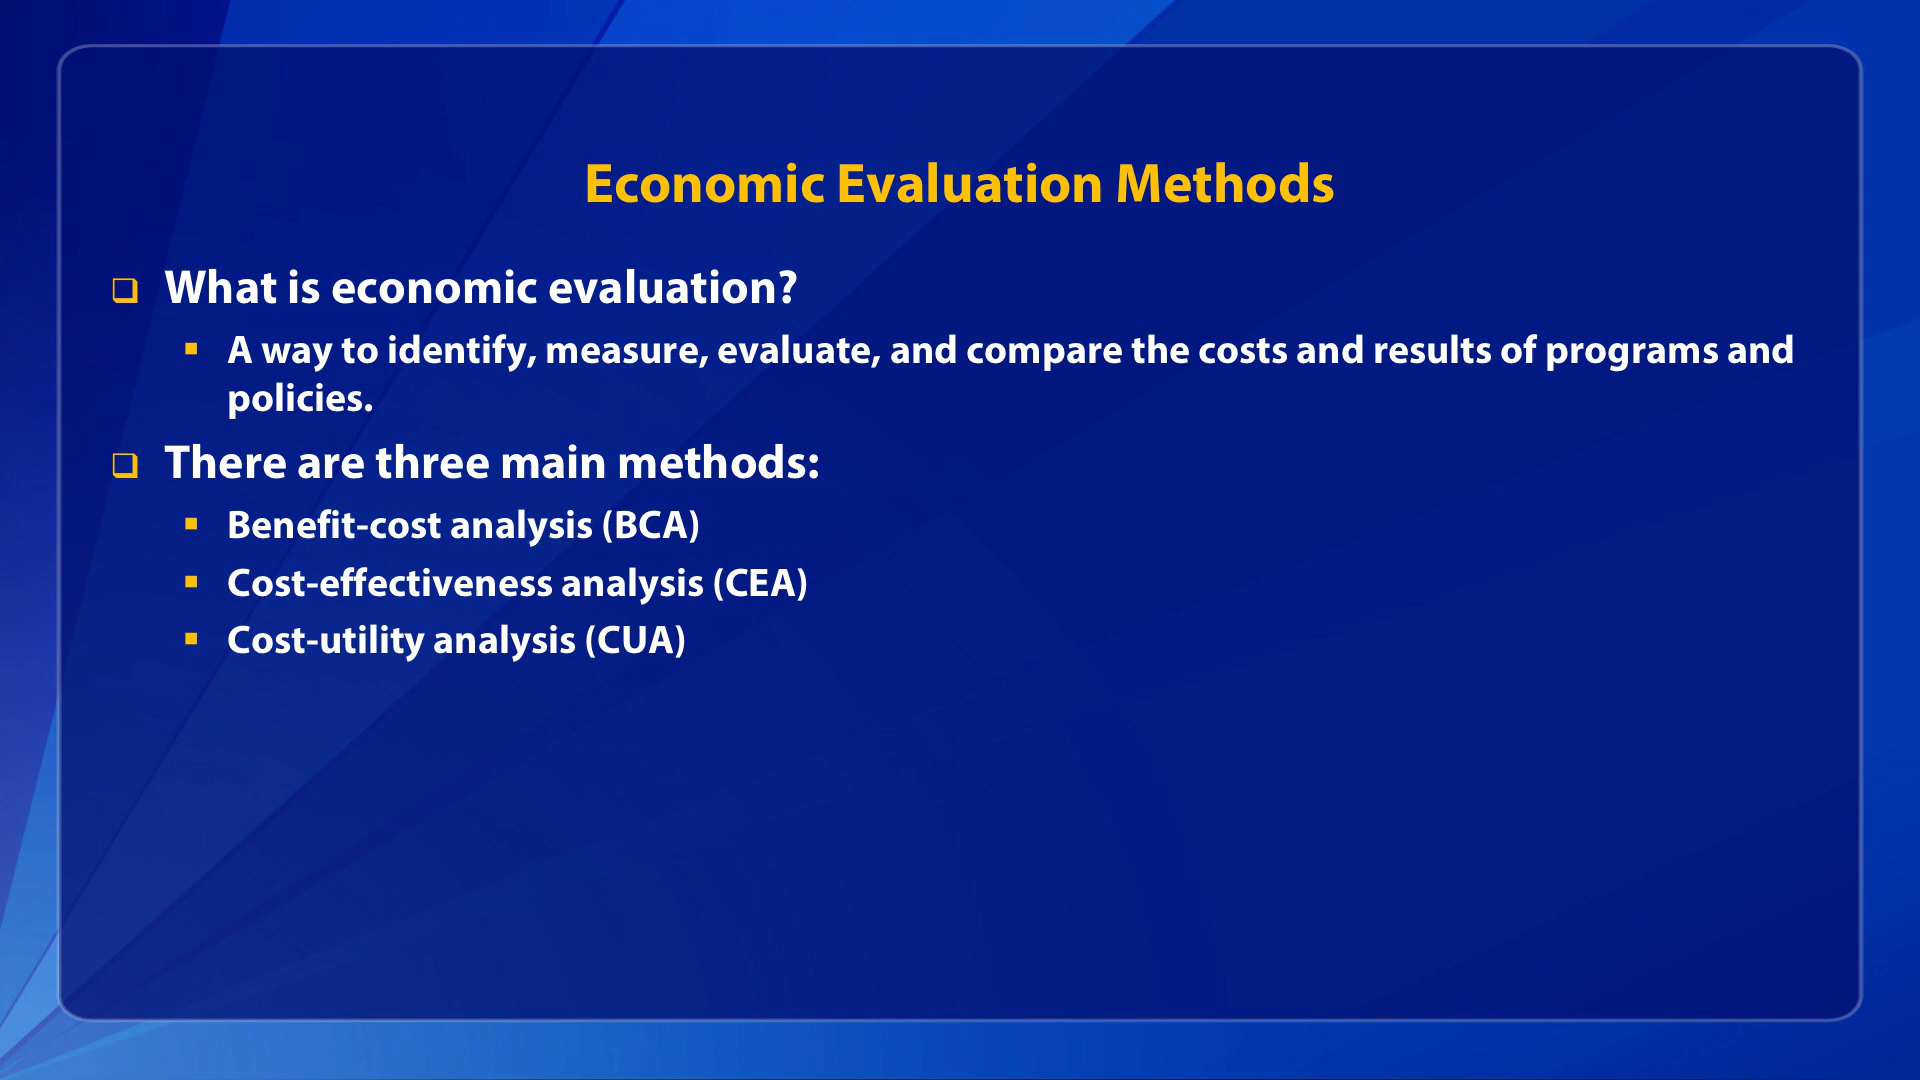 Economic Evaluation Methods
What is economic evaluation?
A way to identify, measure, evaluate, and compare the costs and results of programs and
policies.
There are three main methods:
Benefit-cost analysis (BCA)
Cost-effectiveness analysis (CEA)
Cost-utility analysis (CUA)